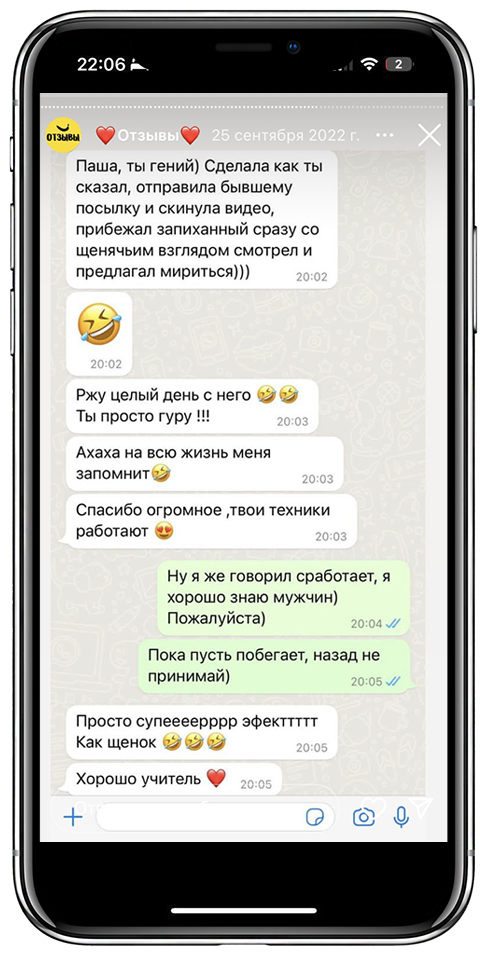 22:06
2
ОТЗЫВЫ
❤️Отзывы❤️ 25 сентября 2022 г. ...
Паша, ты гений) Сделала как ты
сказал, отправила бывшему
посылку и скинула видео,
прибежал запиханный сразу со
щенячьим взглядом смотрел и
предлагал мириться)))
20:02
🤣
20:02
Ржу целый день с него 🤣🤣
Ты просто гуру !!!
20:03
Ахаха на всю жизнь меня
запомнит🤣
20:03
Спасибо огромное ,твои техники
работают 😍
20:03
Ну я же говорил сработает, я
хорошо знаю мужчин)
Пожалуйста)
20:04
Пока пусть побегает, назад не
принимай)
20:05
Просто супееееерррр эфекттттт
Как щенок 🤣🤣🤣
20:05
Хорошо учитель ❤️
20:05